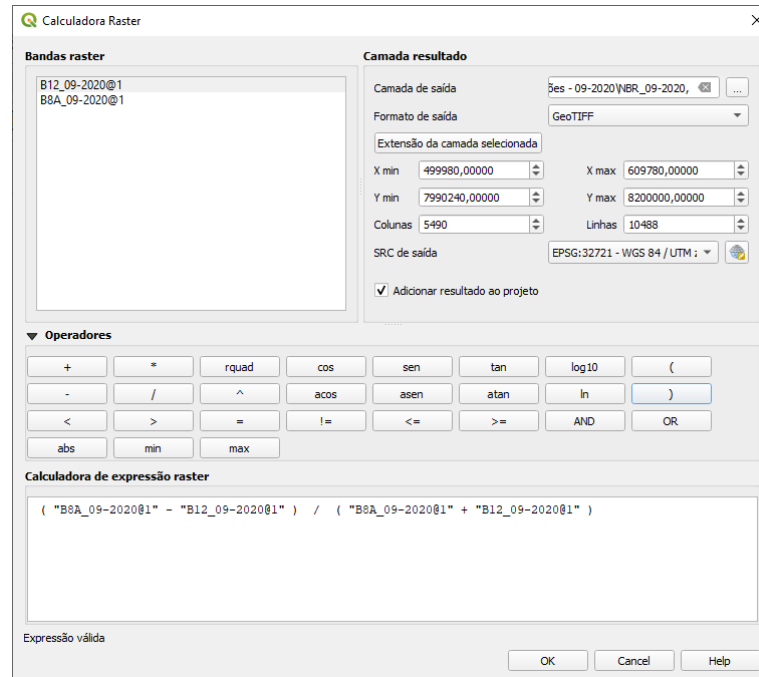 Calculadora Raster
Bandas raster
B12_09-2020@1
B8A_09-2020@1
Camada resultado
Camada de saída ões - 09-2020\NBR_09-2020, ...
Formato de saída GeoTIFF
Extensão da camada selecionada
X min 499980,00000 X max 609780,00000
Y min 7990240,00000 Y max 8200000,00000
Colunas 5490 Linhas 10488
SRC de saída EPSG:32721 - WGS 84 / UTM z
Adicionar resultado ao projeto
Operadores
+ * rquad cos sen tan log10 (
- / ^ acos asen atan ln )
< > = != <= >= AND OR
abs min max
Calculadora de expressão raster
( "B8A_09-2020@1" - "B12_09-2020@1" ) / ( "B8A_09-2020@1" + "B12_09-2020@1" )
Expressão válida
OK Cancel Help